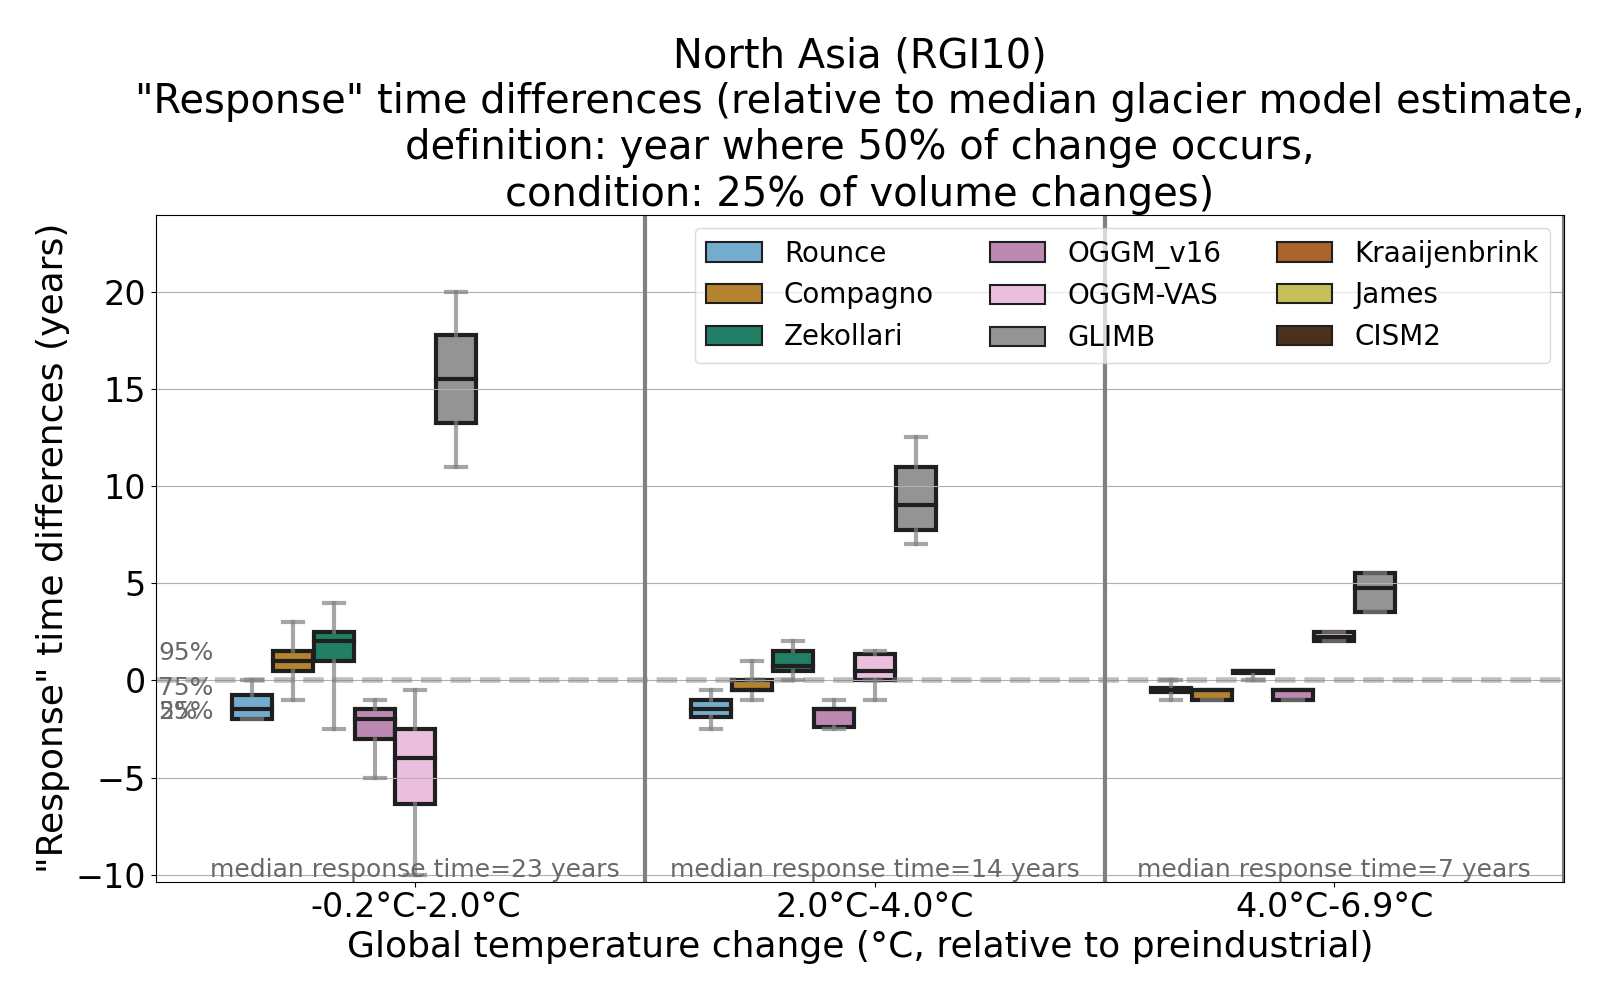 North Asia (RGI10)
"Response" time differences (relative to median glacier model estimate,
definition: year where 50% of change occurs,
condition: 25% of volume changes)
"Response" time differences (years)
20
15
10
5
0
−5
−10
Rounce
Compagno
Zekollari
OGGM_v16
OGGM-VAS
GLIMB
Kraaijenbrink
James
CISM2
95%
75%
25%
median response time=23 years
median response time=14 years
median response time=7 years
-0.2°C-2.0°C
2.0°C-4.0°C
4.0°C-6.9°C
Global temperature change (°C, relative to preindustrial)